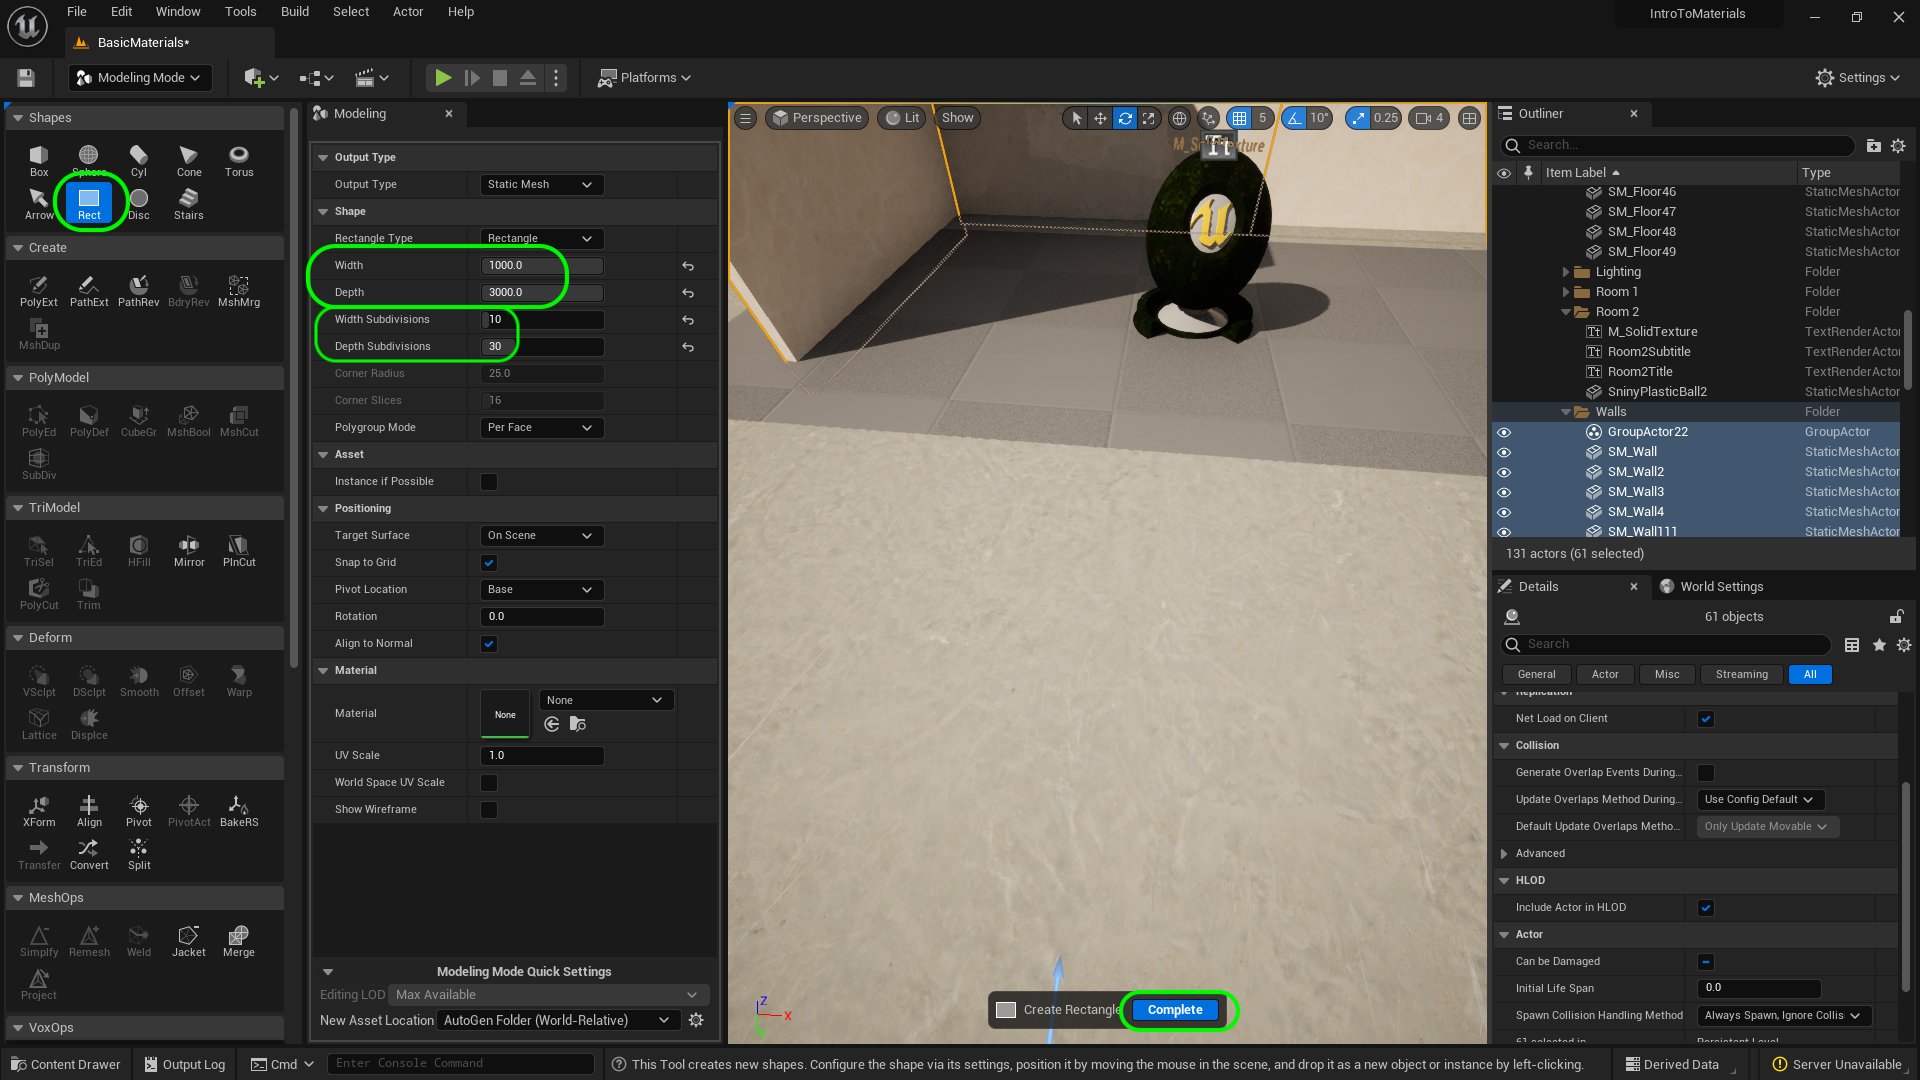 File Edit Window Tools Build Select Actor Help
IntroToMaterials
BasicMaterials*
Modeling Mode
Platforms
Settings
Shapes
Box Sphere Cyl Cone Torus
Arrow Rect Disc Stairs
Create
PolyExt PathExt PathRev BdryRev MshMrg
MshDup
PolyModel
PolyEd PolyDef CubeGr MshBool MshCut
SubDiv
TriModel
TriSel TriEd HFill Mirror PlnCut
PolyCut Trim
Deform
VSclpt DSclpt Smooth Offset Warp
Lattice Displce
Transform
XForm Align Pivot PivotAct BakeRS
Transfer Convert Split
MeshOps
Simplfy Remesh Weld Jacket Merge
Project
VoxOps
Modeling
Output Type
Output Type Static Mesh
Shape
Rectangle Type Rectangle
Width 1000.0
Depth 3000.0
Width Subdivisions 10
Depth Subdivisions 30
Corner Radius 25.0
Corner Slices 16
Polygroup Mode Per Face
Asset
Instance if Possible
Positioning
Target Surface On Scene
Snap to Grid
Pivot Location Base
Rotation 0.0
Align to Normal
Material
Material None None
UV Scale 1.0
World Space UV Scale
Show Wireframe
Modeling Mode Quick Settings
Editing LOD Max Available
New Asset Location AutoGen Folder (World-Relative)
Perspective Lit Show 5 10° 0.25 4
Tt
Z
X
Y
Create Rectangle Complete
Outliner
Search...
Item Label Type
SM_Floor46 StaticMeshActor
SM_Floor47 StaticMeshActor
SM_Floor48 StaticMeshActor
SM_Floor49 StaticMeshActor
Lighting Folder
Room 1 Folder
Room 2 Folder
Tt M_SolidTexture TextRenderActo
Tt Room2Subtitle TextRenderActo
Tt Room2Title TextRenderActo
SninyPlasticBall2 StaticMeshActor
Walls Folder
GroupActor22 GroupActor
SM_Wall StaticMeshActor
SM_Wall2 StaticMeshActor
SM_Wall3 StaticMeshActor
SM_Wall4 StaticMeshActor
SM_Wall111 StaticMeshActor
131 actors (61 selected)
Details World Settings
61 objects
Search
General Actor Misc Streaming All
Replication
Net Load on Client
Collision
Generate Overlap Events During...
Update Overlaps Method During... Use Config Default
Default Update Overlaps Metho... Only Update Movable
Advanced
HLOD
Include Actor in HLOD
Actor
Can be Damaged
Initial Life Span 0.0
Spawn Collision Handling Method Always Spawn, Ignore Collis
61 selected in Persistent Level
Content Drawer Output Log Cmd Enter Console Command This Tool creates new shapes. Configure the shape via its settings, position it by moving the mouse in the scene, and drop it as a new object or instance by left-clicking. Derived Data Server Unavailable